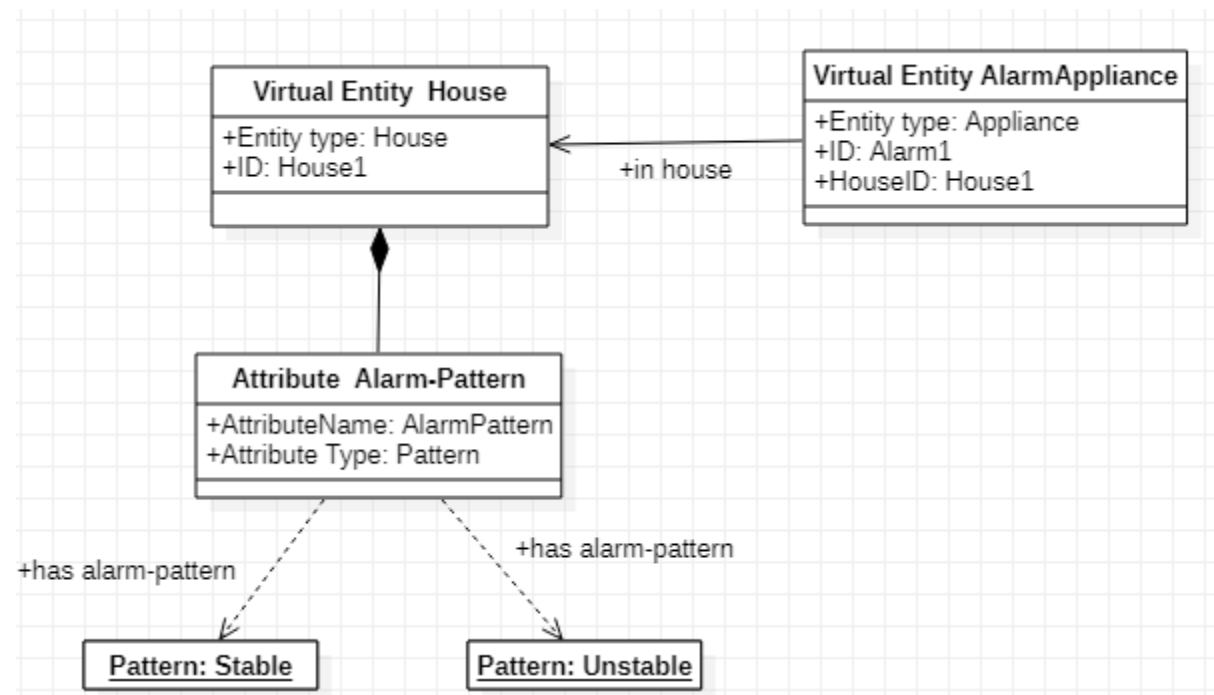 Virtual Entity House
+Entity type: House
+ID: House1
Virtual Entity AlarmAppliance
+Entity type: Appliance
+ID: Alarm1
+HouseID: House1
+in house
Attribute Alarm-Pattern
+AttributeName: AlarmPattern
+Attribute Type: Pattern
+has alarm-pattern
+has alarm-pattern
Pattern: Stable
Pattern: Unstable